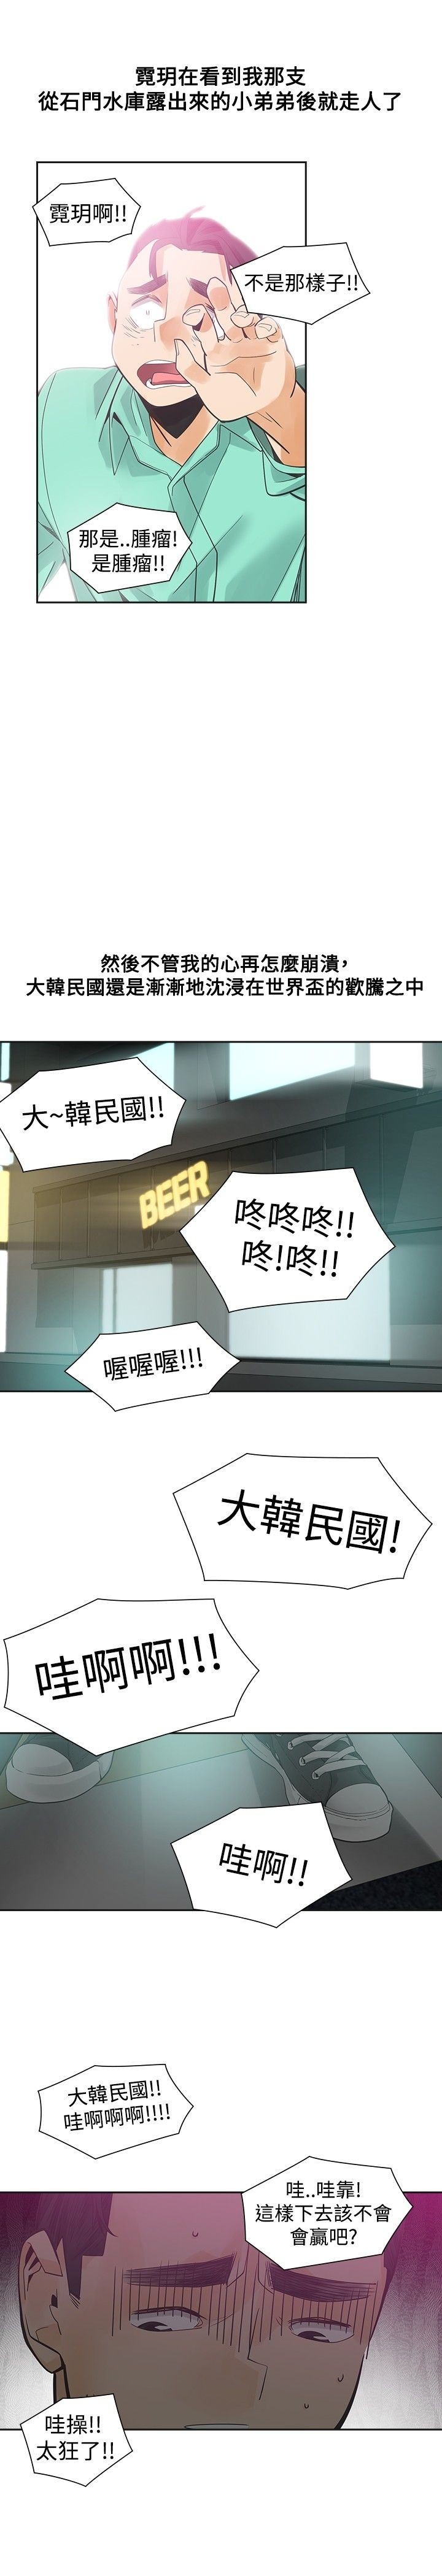 霓玥在看到我那支
從石門水庫露出來的小弟弟後就走人了
霓玥啊!!
不是那樣子!!
那是..腫瘤!
是腫瘤!!
然後不管我的心再怎麼崩潰,
大韓民國還是漸漸地沈浸在世界盃的歡騰之中
大~韓民國!!
BEER
咚咚咚!!
咚!咚!!
喔喔喔!!!
大韓民國!
哇啊啊!!!
哇啊!!
大韓民國!!
哇啊啊啊!!!!
哇..哇靠!
這樣下去該不會
會贏吧?
哇操!!
太狂了!!